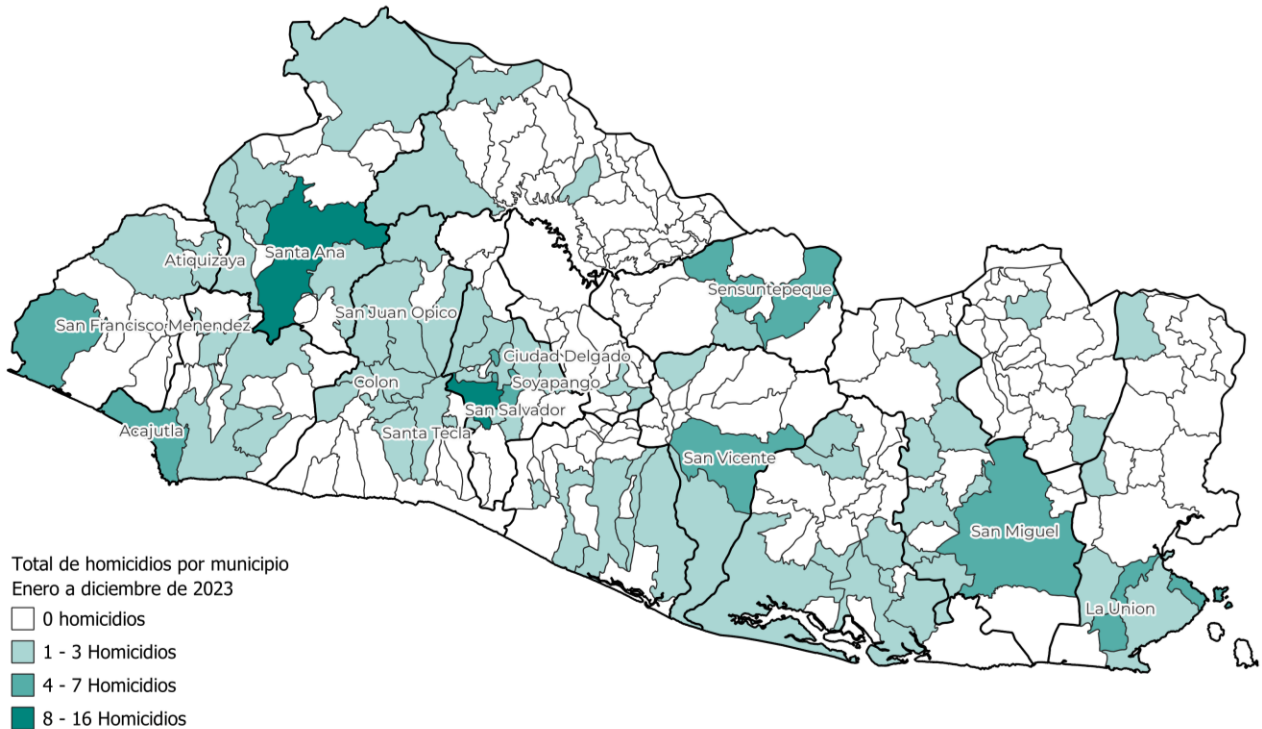 Sensuntepeque
Santa Ana
Atiquizaya
San Juan Opico
San Francisco Menendez
Ciudad Delgado
Colon
Soyapango
San Salvador
Acajutla
Santa Tecla
San Vicente
San Miguel
La Union
Total de homicidios por municipio
Enero a diciembre de 2023
0 homicidios
1 - 3 Homicidios
4 - 7 Homicidios
8 - 16 Homicidios